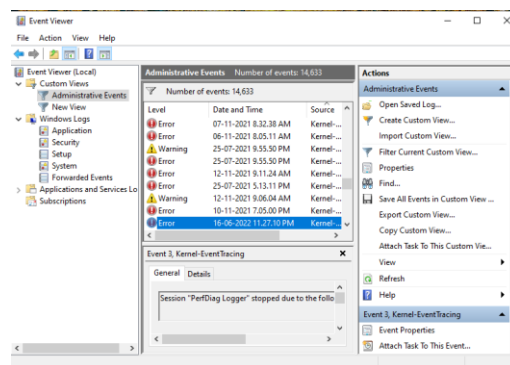 Event Viewer
File Action View Help
Event Viewer (Local)
Custom Views
Administrative Events
New View
Windows Logs
Application
Security
Setup
System
Forwarded Events
Applications and Services Lo
Subscriptions
Administrative Events Number of events: 14,633
Number of events: 14,633
Level Date and Time Source
Error 07-11-2021 8.32.38 AM Kernel-...
Error 06-11-2021 8.05.11 AM Kernel-...
Warning 25-07-2021 9.55.50 PM Kernel-...
Error 25-07-2021 9.55.50 PM Kernel-...
Error 12-11-2021 9.11.24 AM Kernel-...
Error 25-07-2021 5.13.11 PM Kernel-...
Warning 12-11-2021 9.06.04 AM Kernel-...
Error 10-11-2021 7.05.00 PM Kernel-...
Error 16-06-2022 11.27.10 PM Kernel-...
Event 3, Kernel-EventTracing
General Details
Session "PerfDiag Logger" stopped due to the follo
Actions
Administrative Events
Open Saved Log...
Create Custom View...
Import Custom View...
Filter Current Custom View...
Properties
Find...
Save All Events in Custom View ...
Export Custom View...
Copy Custom View...
Attach Task To This Custom Vie...
View
Refresh
Help
Event 3, Kernel-EventTracing
Event Properties
Attach Task To This Event...